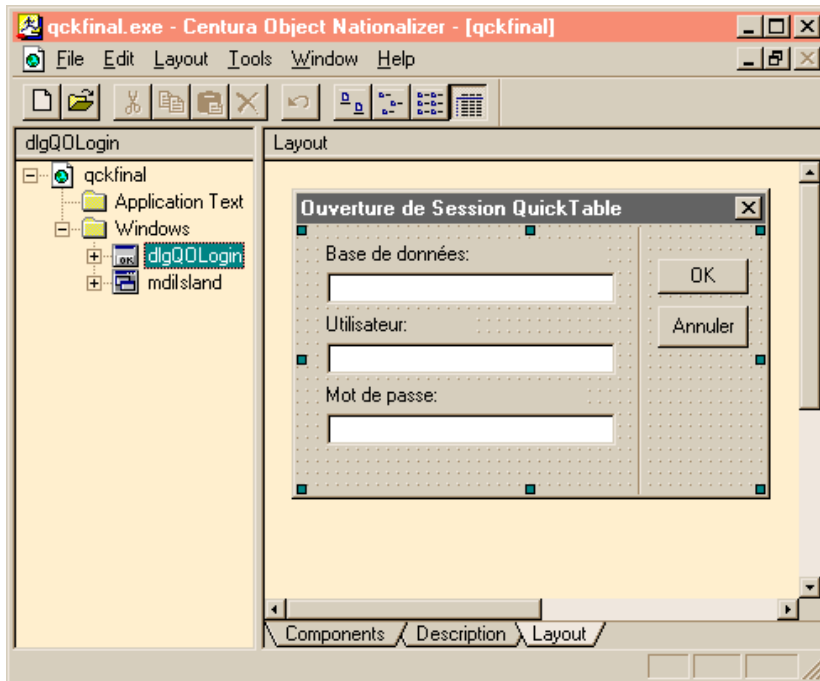 qckfinal.exe - Centura Object Nationalizer - [qckfinal]
File Edit Layout Tools Window Help
dlgQOLogin
Layout
qckfinal
Application Text
Windows
dlgQOLogin
mdiIsland
Ouverture de Session QuickTable
Base de données:
OK
Utilisateur:
Annuler
Mot de passe:
Components
Description
Layout